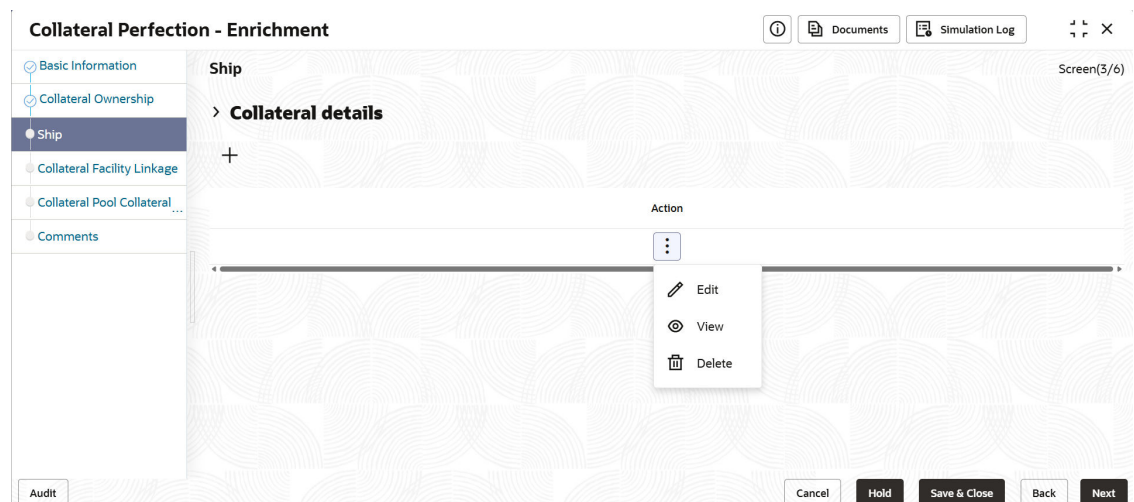 Collateral Perfection - Enrichment
Documents
Simulation Log
Basic Information
Collateral Ownership
Ship
Collateral Facility Linkage
Collateral Pool Collateral ...
Comments
Ship
Screen(3/6)
Collateral details
Action
Edit
View
Delete
Audit
Cancel
Hold
Save & Close
Back
Next